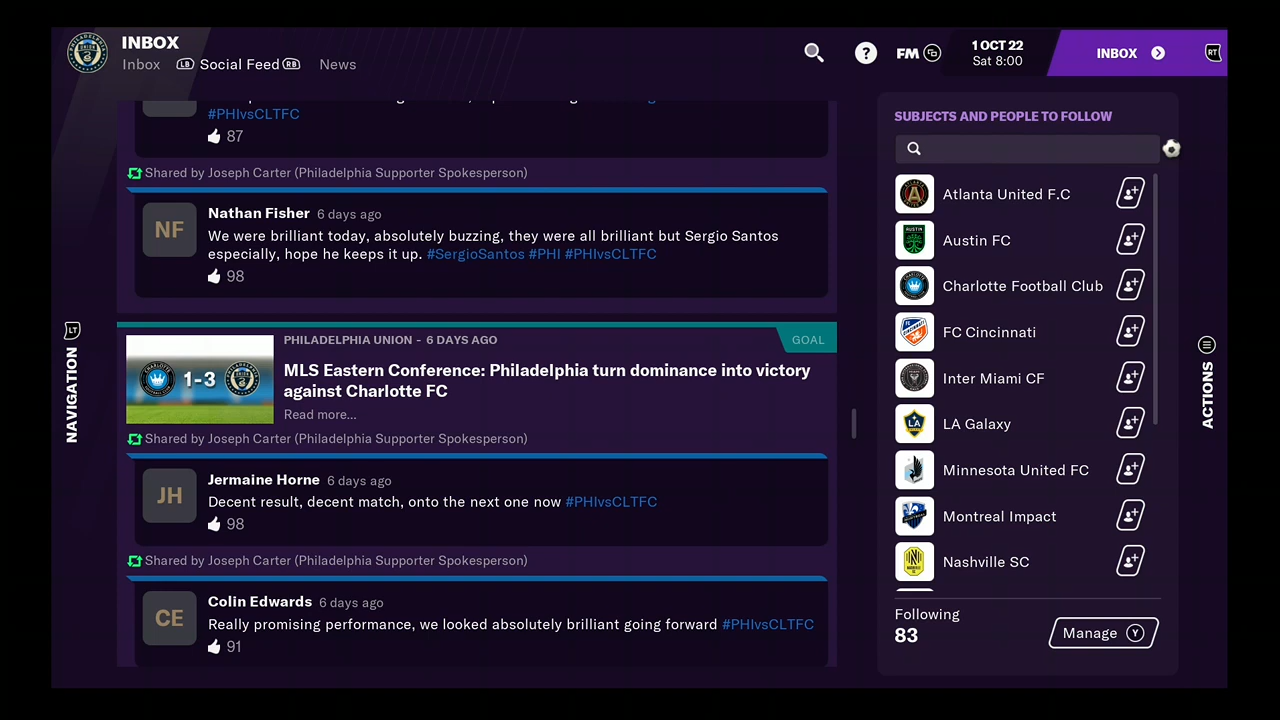 INBOX
Inbox
LB
Social Feed
RB
News
?
FM
1 OCT 22
Sat 8:00
INBOX
RT
#PHIvsCLTFC
87
Shared by Joseph Carter (Philadelphia Supporter Spokesperson)
NF
Nathan Fisher 6 days ago
We were brilliant today, absolutely buzzing, they were all brilliant but Sergio Santos
especially, hope he keeps it up. #SergioSantos #PHI #PHIvsCLTFC
98
PHILADELPHIA UNION - 6 DAYS AGO
GOAL
1-3
MLS Eastern Conference: Philadelphia turn dominance into victory
against Charlotte FC
Read more...
Shared by Joseph Carter (Philadelphia Supporter Spokesperson)
JH
Jermaine Horne 6 days ago
Decent result, decent match, onto the next one now #PHIvsCLTFC
98
Shared by Joseph Carter (Philadelphia Supporter Spokesperson)
CE
Colin Edwards 6 days ago
Really promising performance, we looked absolutely brilliant going forward #PHIvsCLTFC
91
LT
NAVIGATION
SUBJECTS AND PEOPLE TO FOLLOW
Atlanta United F.C
Austin FC
Charlotte Football Club
FC Cincinnati
Inter Miami CF
LA Galaxy
Minnesota United FC
Montreal Impact
Nashville SC
Following
83
Manage Y
ACTIONS